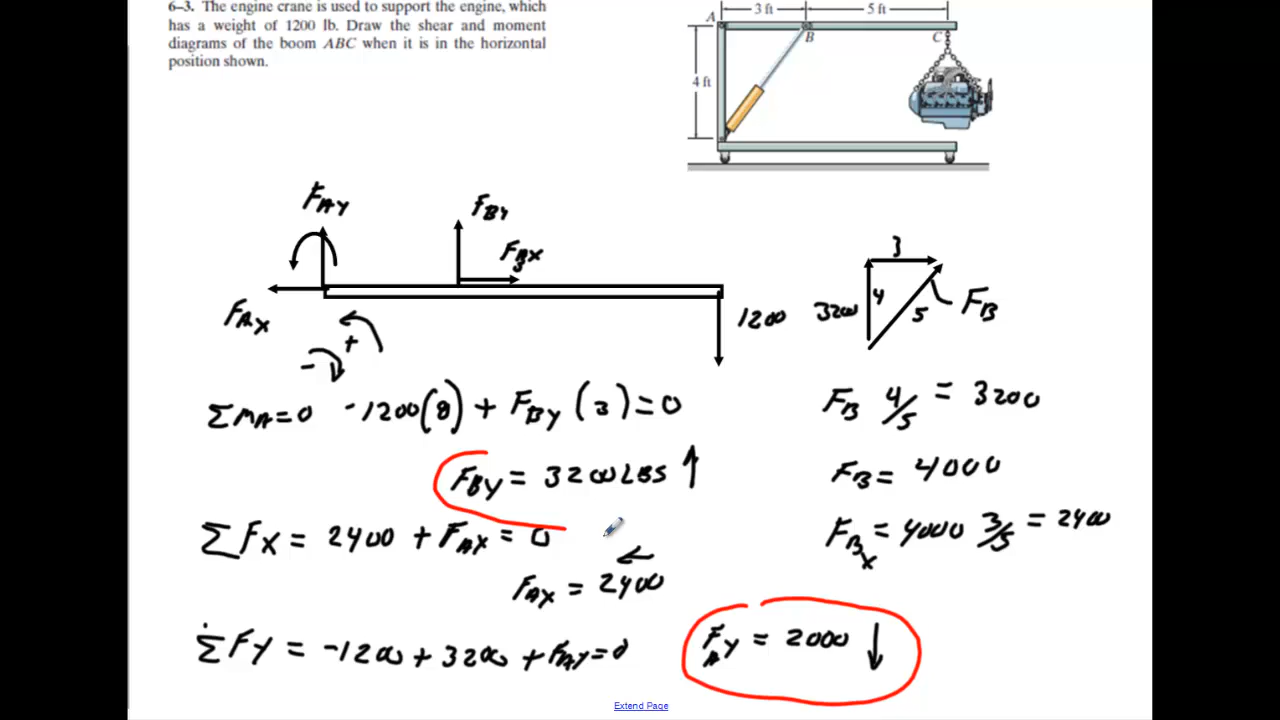 6–3. The engine crane is used to support the engine, which
has a weight of 1200 lb. Draw the shear and moment
diagrams of the boom ABC when it is in the horizontal
position shown.
A 3 ft 5 ft
B C
4 ft
FAY FBY
FBX 3
FAX 1200 3200 4 5 FB
+
-
ΣMA=0 -1200(8) + FBY (3)=0 FB 4/5 = 3200
FBY = 3200 LBS ↑ FB = 4000
ΣFX = 2400 + FAX = 0 FBX = 4000 3/5 = 2400
←
FAX = 2400
ΣFY = -1200 + 3200 + FAY=0 FAY = 2000 ↓
Extend Page